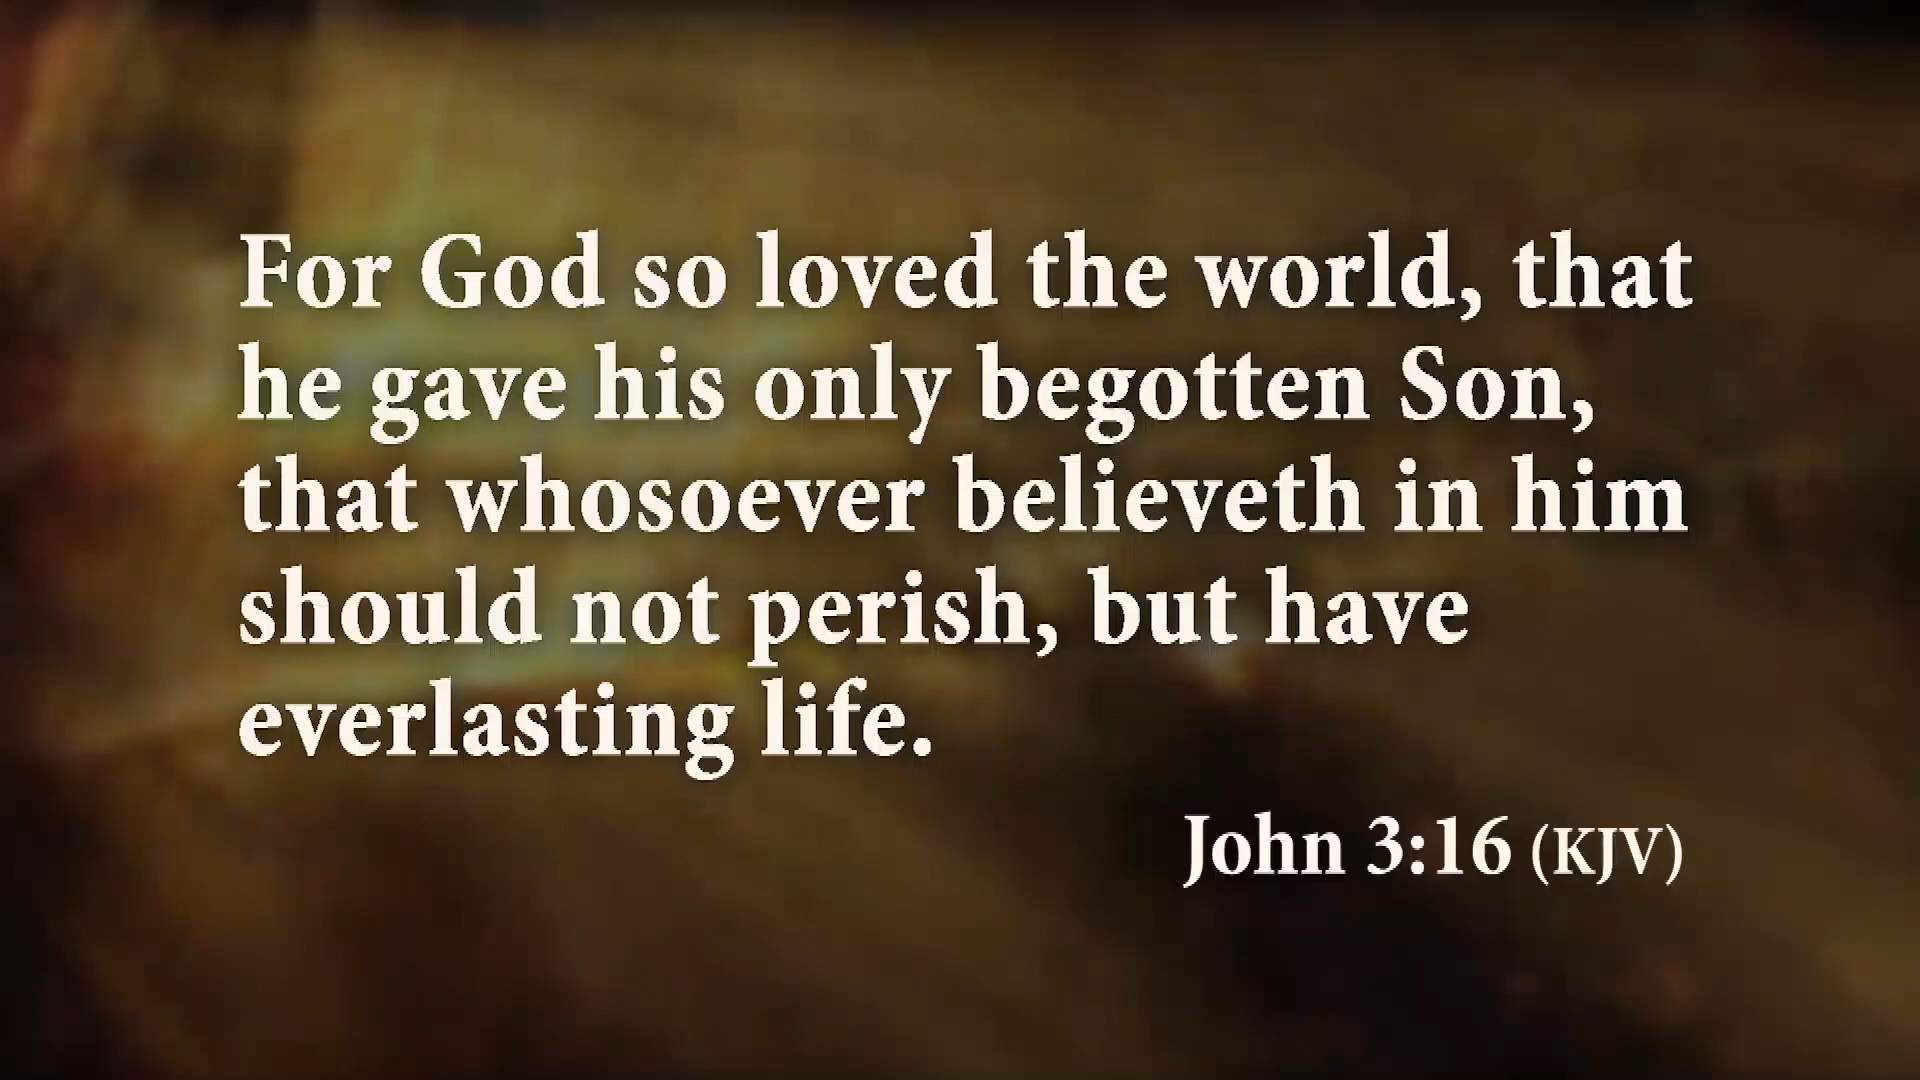 For God so loved the world, that
he gave his only begotten Son,
that whosoever believeth in him
should not perish, but have
everlasting life.
John 3:16 (KJV)